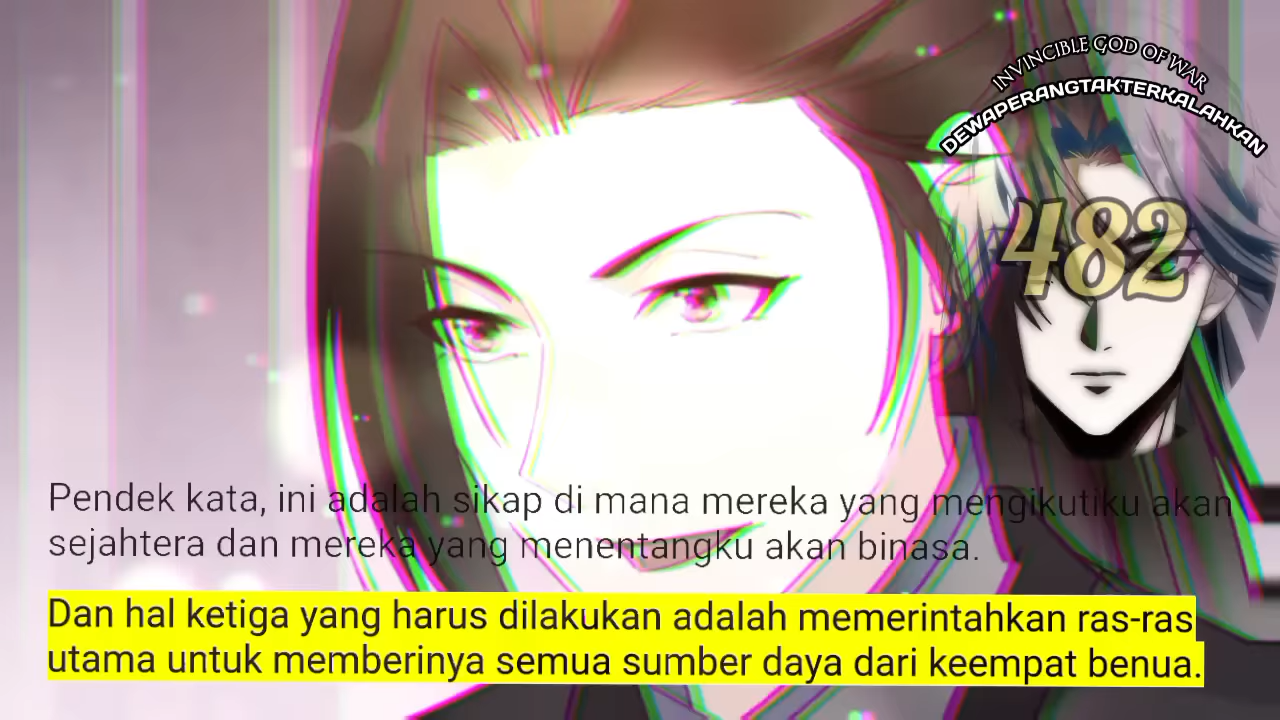 INVINCIBLE GOD OF WAR
DEWAPERANGTAKTERKALAHKAN
482
Pendek kata, ini adalah sikap di mana mereka yang mengikutiku akan
sejahtera dan mereka yang menentangku akan binasa.
Dan hal ketiga yang harus dilakukan adalah memerintahkan ras-ras
utama untuk memberinya semua sumber daya dari keempat benua.